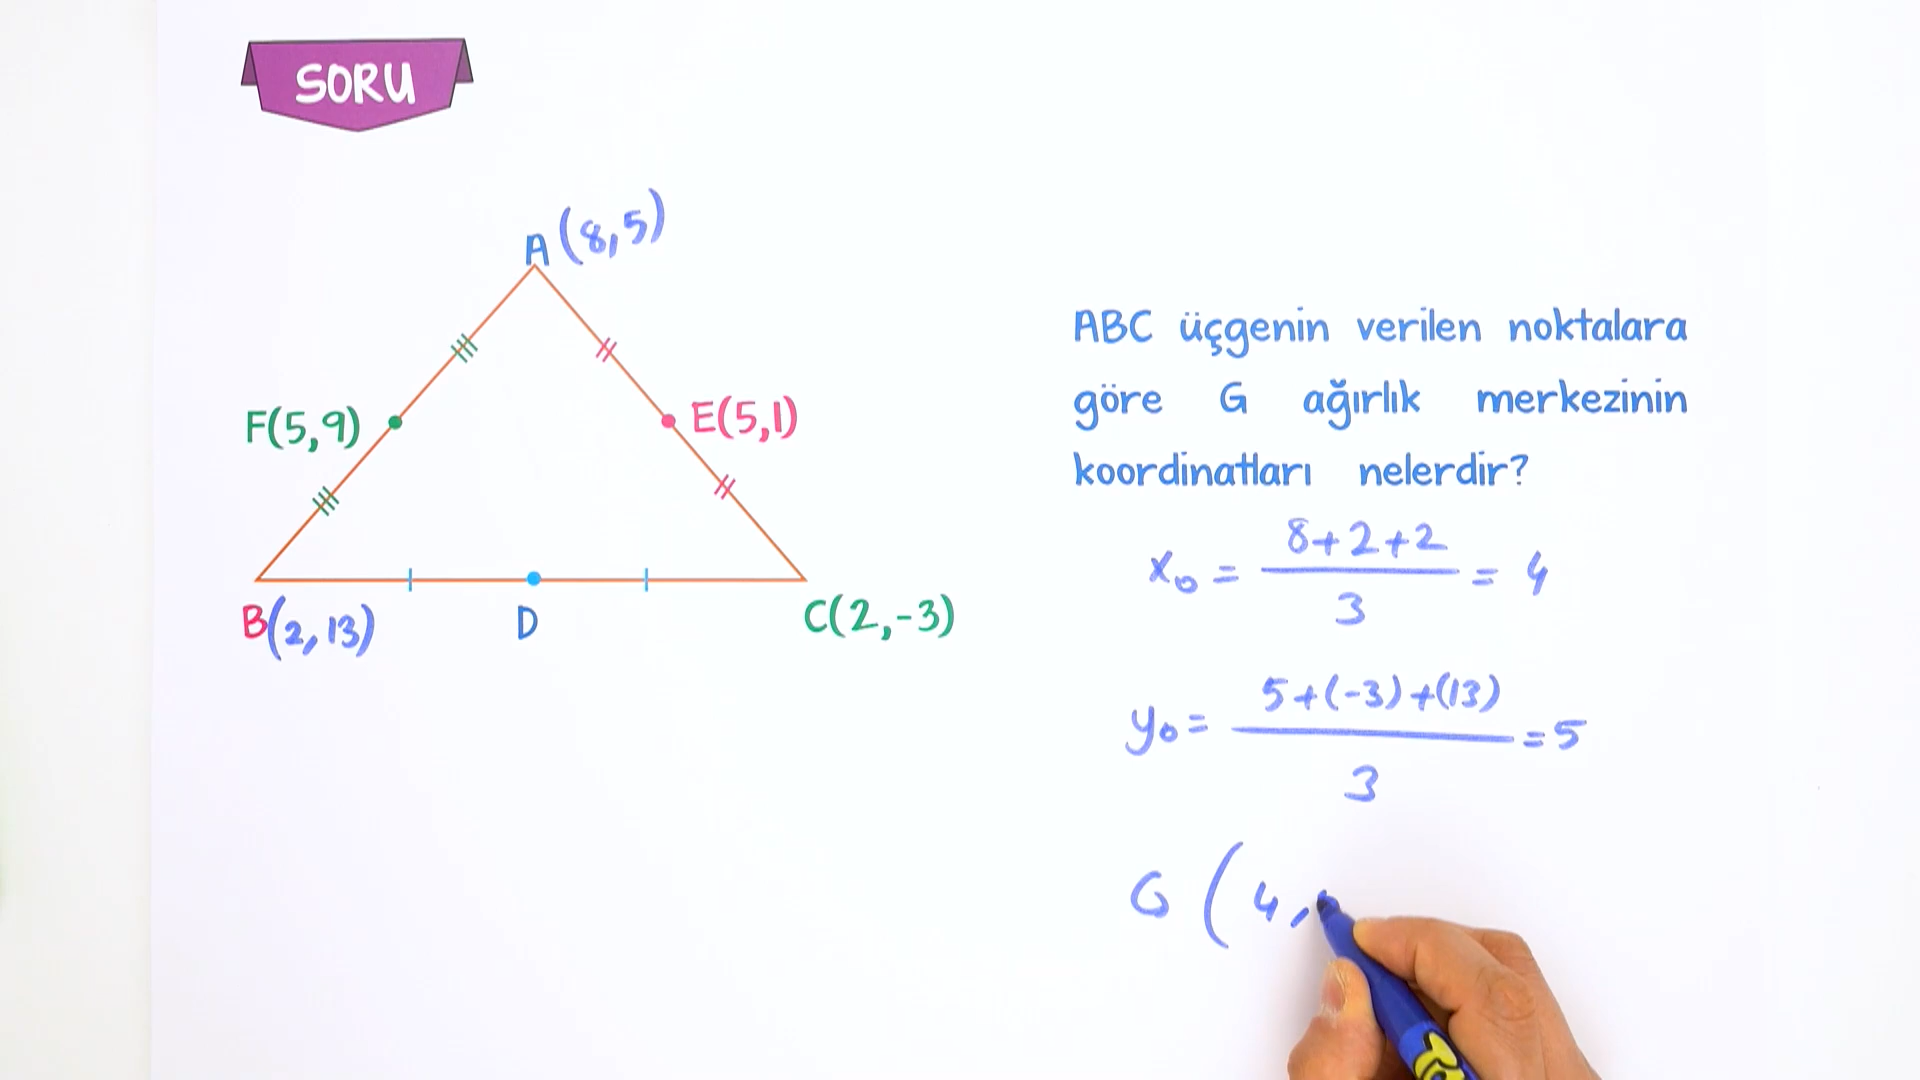 SORU
A (8,5)
F(5,9)
E(5,1)
B(2,13)
D
C(2,-3)
ABC üçgenin verilen noktalara
göre G ağırlık merkezinin
koordinatları nelerdir?
x₀ = 8+2+2 / 3 = 4
y₀ = 5+(-3)+(13) / 3 = 5
G (4,